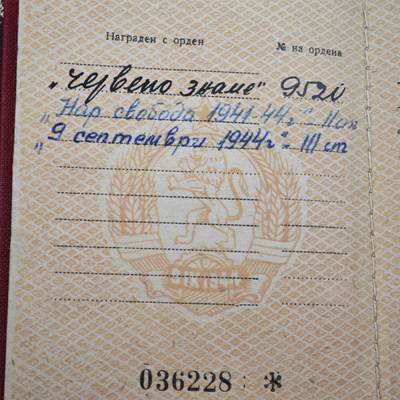 Награден с орден № на ордена
„Червено знаме" 9520
„Нар свобода 1941-44г" - II ст
„9 септември 1944г" - III ст
036228 : *